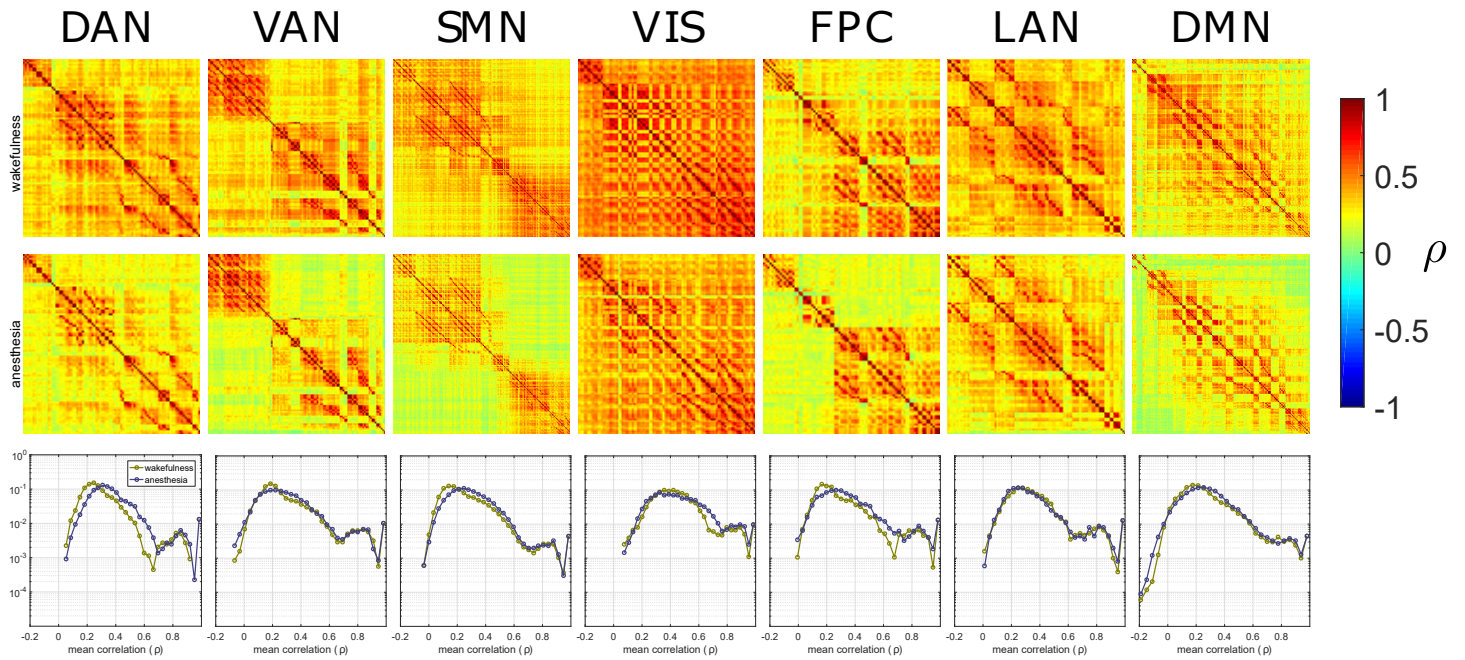 DAN VAN SMN VIS FPC LAN DMN
wakefulness
anesthesia
1
0.5
0
-0.5
-1
ρ
10⁰
10⁻¹
10⁻²
10⁻³
10⁻⁴
wakefulness
anesthesia
-0.2 0 0.2 0.4 0.6 0.8 -0.2 0 0.2 0.4 0.6 0.8 -0.2 0 0.2 0.4 0.6 0.8 -0.2 0 0.2 0.4 0.6 0.8 -0.2 0 0.2 0.4 0.6 0.8 -0.2 0 0.2 0.4 0.6 0.8 -0.2 0 0.2 0.4 0.6 0.8
mean correlation ( ρ) mean correlation ( ρ) mean correlation ( ρ) mean correlation ( ρ) mean correlation ( ρ) mean correlation ( ρ) mean correlation ( ρ)